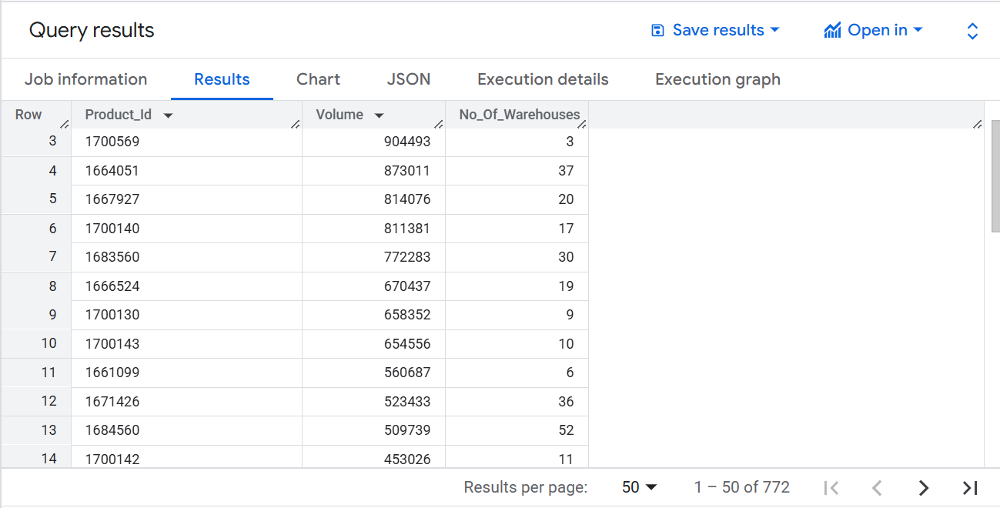 Query results Save results Open in
Job information Results Chart JSON Execution details Execution graph
Row Product_Id Volume No_Of_Warehouses
3 1700569 904493 3
4 1664051 873011 37
5 1667927 814076 20
6 1700140 811381 17
7 1683560 772283 30
8 1666524 670437 19
9 1700130 658352 9
10 1700143 654556 10
11 1661099 560687 6
12 1671426 523433 36
13 1684560 509739 52
14 1700142 453026 11
Results per page: 50 1 – 50 of 772